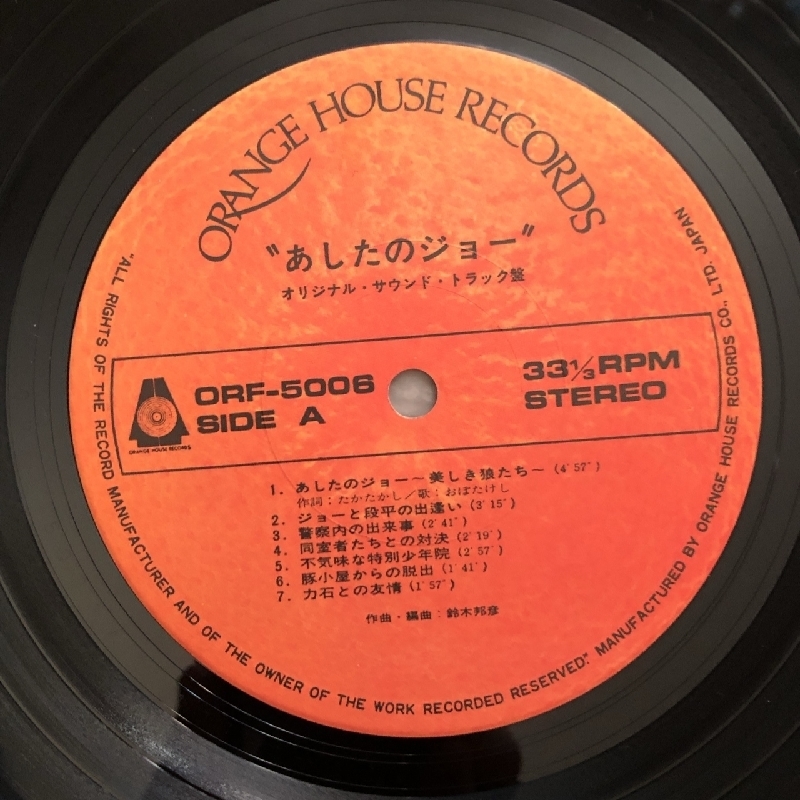 ORANGE HOUSE RECORDS
"あしたのジョー"
オリジナル・サウンド・トラック盤
ORANGE HOUSE RECORDS
ORF-5006
SIDE A
33 1/3 RPM
STEREO
1. あしたのジョー～美しき狼たち～ (4'57")
作詞：たかたかし／歌：おぼたけし
2. ジョーと段平の出逢い (3'15")
3. 警察内の出来事 (2'41")
4. 同室者たちとの対決 (2'19")
5. 不気味な特別少年院 (2'57")
6. 豚小屋からの脱出 (1'41")
7. 力石との友情 (1'57")
作曲・編曲：鈴木邦彦
"ALL RIGHTS OF THE RECORD MANUFACTURER AND OF THE OWNER OF THE WORK RECORDED RESERVED." MANUFACTURED BY ORANGE HOUSE RECORDS CO., LTD. JAPAN